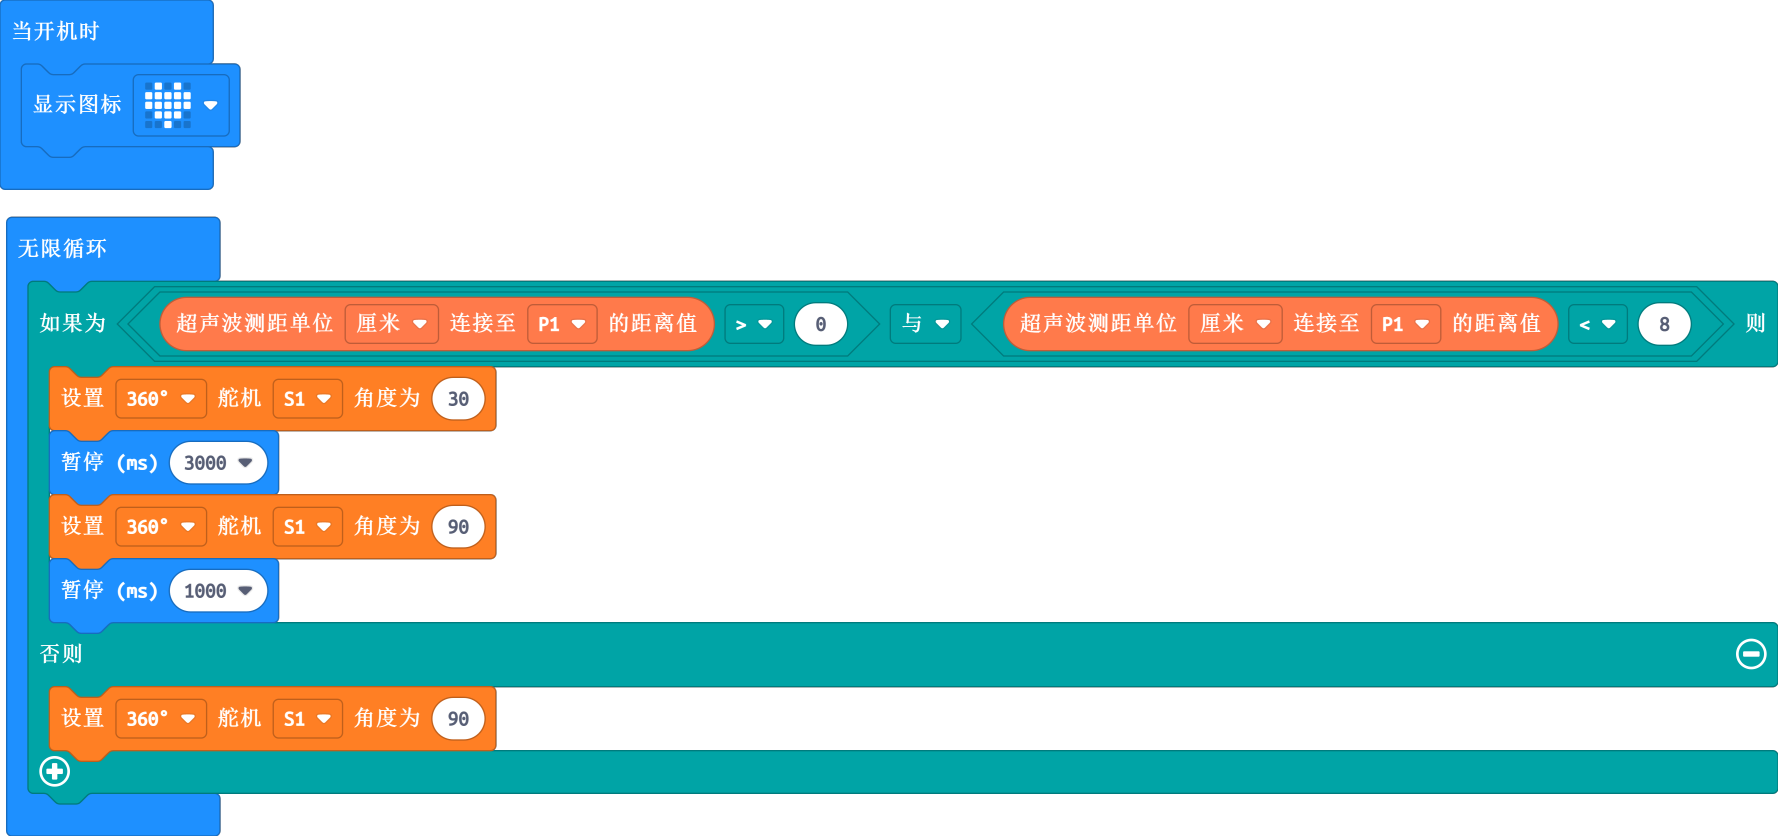 当开机时
显示图标
无限循环
如果为 超声波测距单位 厘米 连接至 P1 的距离值 > 0 与 超声波测距单位 厘米 连接至 P1 的距离值 < 8 则
设置 360° 舵机 S1 角度为 30
暂停 (ms) 3000
设置 360° 舵机 S1 角度为 90
暂停 (ms) 1000
否则
设置 360° 舵机 S1 角度为 90